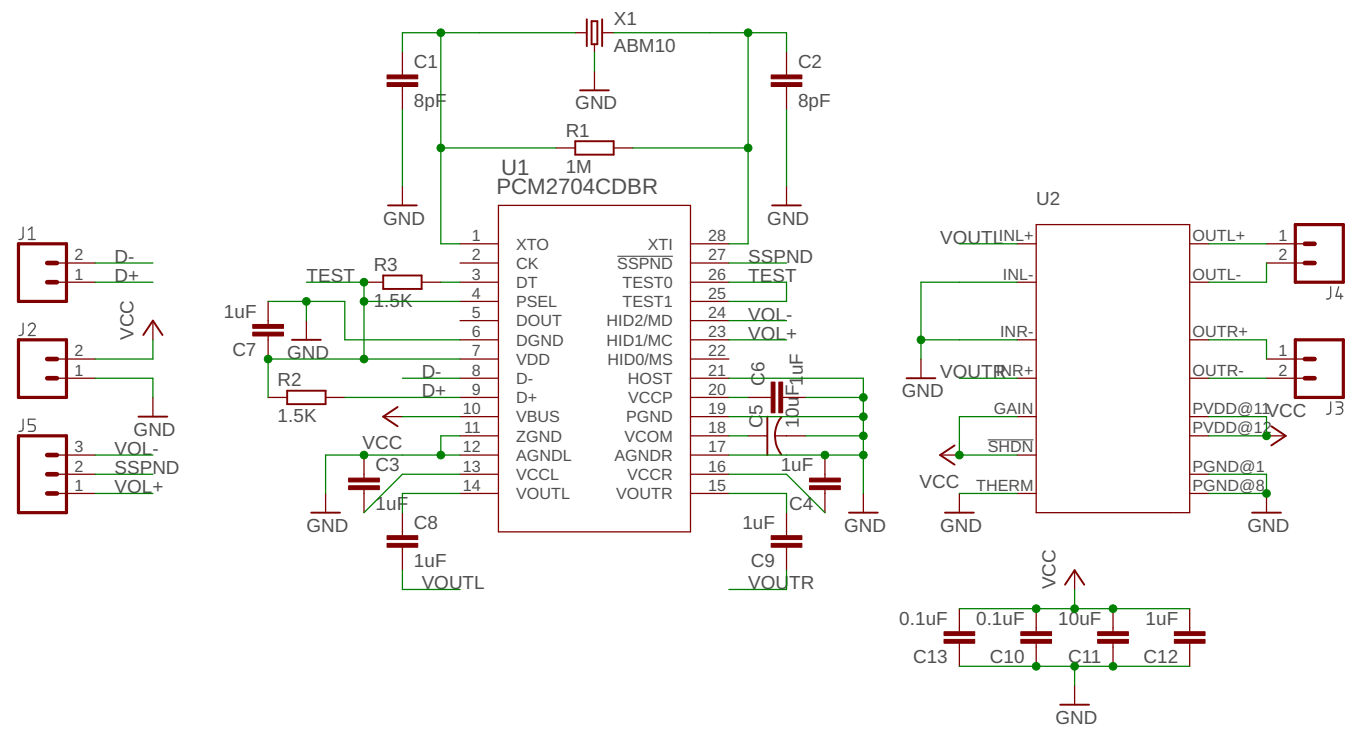 X1
ABM10
C1
8pF
GND
C2
8pF
R1
1M
GND
GND
U1
PCM2704CDBR
1 XTO
2 CK
3 DT
4 PSEL
5 DOUT
6 DGND
7 VDD
8 D-
9 D+
10 VBUS
11 ZGND
12 AGNDL
13 VCCL
14 VOUTL
XTI 28
SSPND 27
TEST0 26
TEST1 25
HID2/MD 24
HID1/MC 23
HID0/MS 22
HOST 21
VCCP 20
PGND 19
VCOM 18
AGNDR 17
VCCR 16
VOUTR 15
SSPND
TEST
VOL-
VOL+
J1
2 D-
1 D+
J2
2
1
VCC
GND
J5
3 VOL-
2 SSPND
1 VOL+
TEST
R3
1.5K
1uF
C7
GND
R2
1.5K
D-
D+
VCC
C3
1uF
GND
C8
1uF
VOUTL
C6
1uF
C5
10uF
1uF
C4
GND
1uF
C9
VOUTR
U2
VOUTL
INL+
INL-
INR-
VOUTR
INR+
GAIN
SHDN
THERM
GND
VCC
GND
OUTL+
OUTL-
OUTR+
OUTR-
PVDD@11
PVDD@12
PGND@1
PGND@8
VCC
GND
1
2
J4
1
2
J3
VCC
0.1uF
C13
0.1uF
C10
10uF
C11
1uF
C12
GND